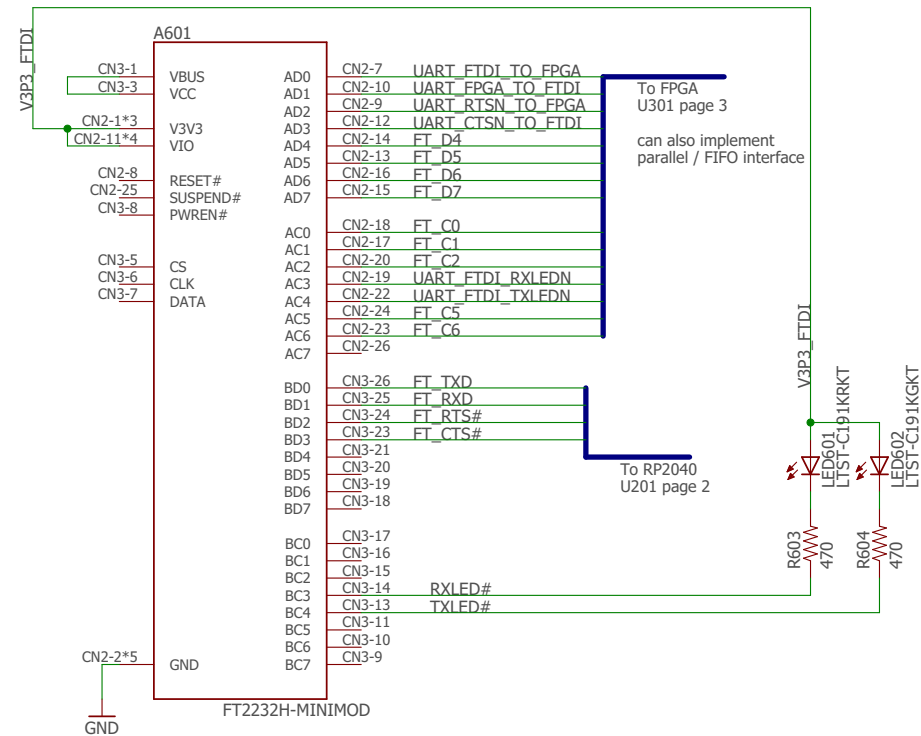 V3P3_FTDI
A601
CN3-1 VBUS
CN3-3 VCC
CN2-1*3 V3V3
CN2-11*4 VIO
CN2-8 RESET#
CN2-25 SUSPEND#
CN3-8 PWREN#
CN3-5 CS
CN3-6 CLK
CN3-7 DATA
CN2-2*5 GND
GND
AD0 CN2-7 UART_FTDI_TO_FPGA
AD1 CN2-10 UART_FPGA_TO_FTDI
AD2 CN2-9 UART_RTSN_TO_FPGA
AD3 CN2-12 UART_CTSN_TO_FTDI
AD4 CN2-14 FT_D4
AD5 CN2-13 FT_D5
AD6 CN2-16 FT_D6
AD7 CN2-15 FT_D7
AC0 CN2-18 FT_C0
AC1 CN2-17 FT_C1
AC2 CN2-20 FT_C2
AC3 CN2-19 UART_FTDI_RXLEDN
AC4 CN2-22 UART_FTDI_TXLEDN
AC5 CN2-24 FT_C5
AC6 CN2-23 FT_C6
AC7 CN2-26
BD0 CN3-26 FT_TXD
BD1 CN3-25 FT_RXD
BD2 CN3-24 FT_RTS#
BD3 CN3-23 FT_CTS#
BD4 CN3-21
BD5 CN3-20
BD6 CN3-19
BD7 CN3-18
BC0 CN3-17
BC1 CN3-16
BC2 CN3-15
BC3 CN3-14 RXLED#
BC4 CN3-13 TXLED#
BC5 CN3-11
BC6 CN3-10
BC7 CN3-9
FT2232H-MINIMOD
To FPGA
U301 page 3
can also implement
parallel / FIFO interface
To RP2040
U201 page 2
V3P3_FTDI
LED601
LTST-C191KRKT
LED602
LTST-C191KGKT
R603
470
R604
470